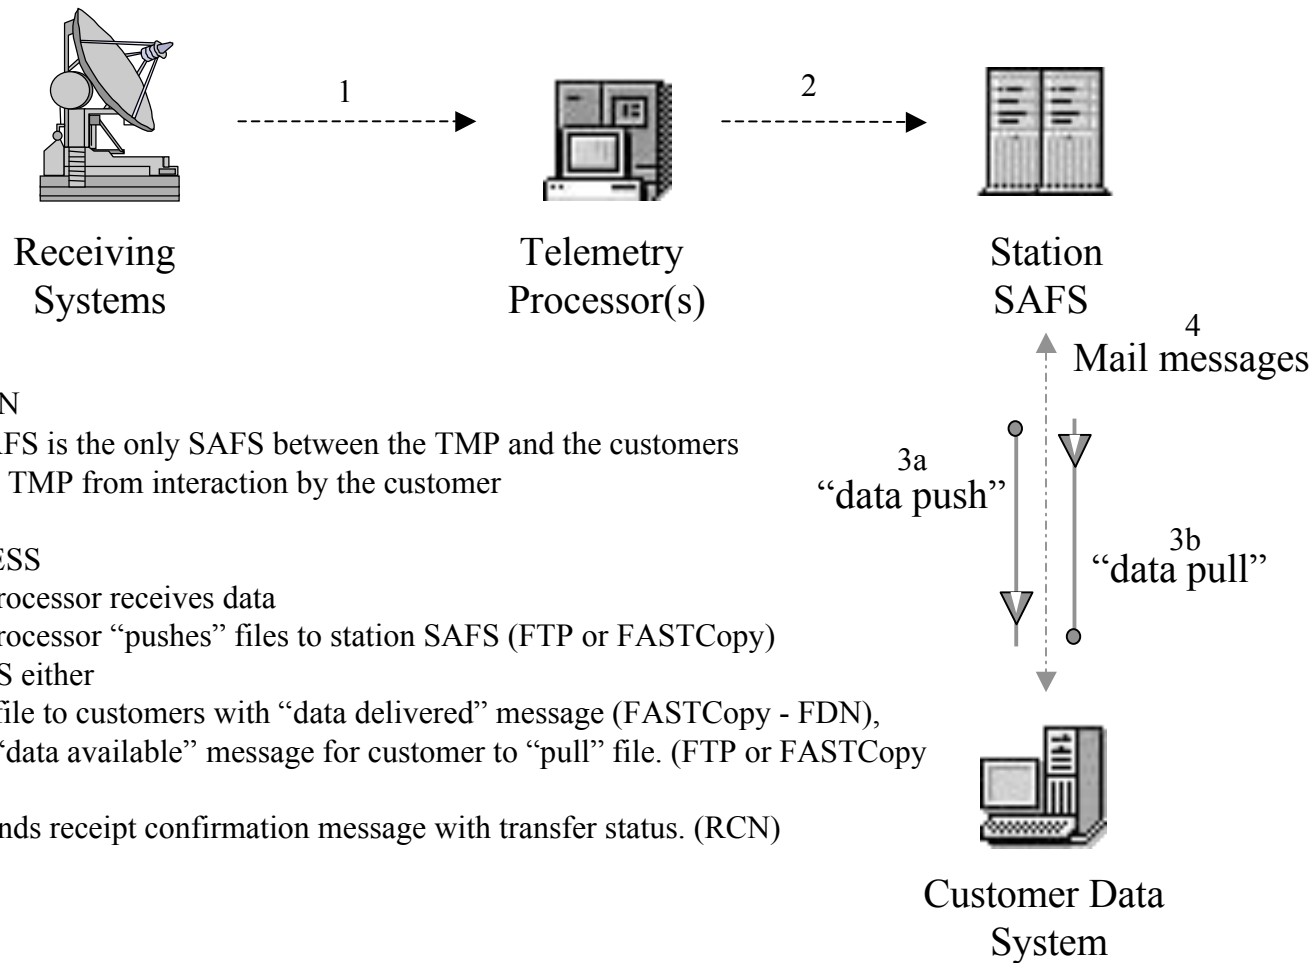 1
2
Receiving
Systems
Telemetry
Processor(s)
Station
SAFS
4
Mail messages
FS is the only SAFS between the TMP and the customers
TMP from interaction by the customer
3a
“data push”
3b
“data pull”
ESS
rocessor receives data
rocessor “pushes” files to station SAFS (FTP or FASTCopy)
S either
file to customers with “data delivered” message (FASTCopy - FDN),
“data available” message for customer to “pull” file. (FTP or FASTCopy
nds receipt confirmation message with transfer status. (RCN)
Customer Data
System